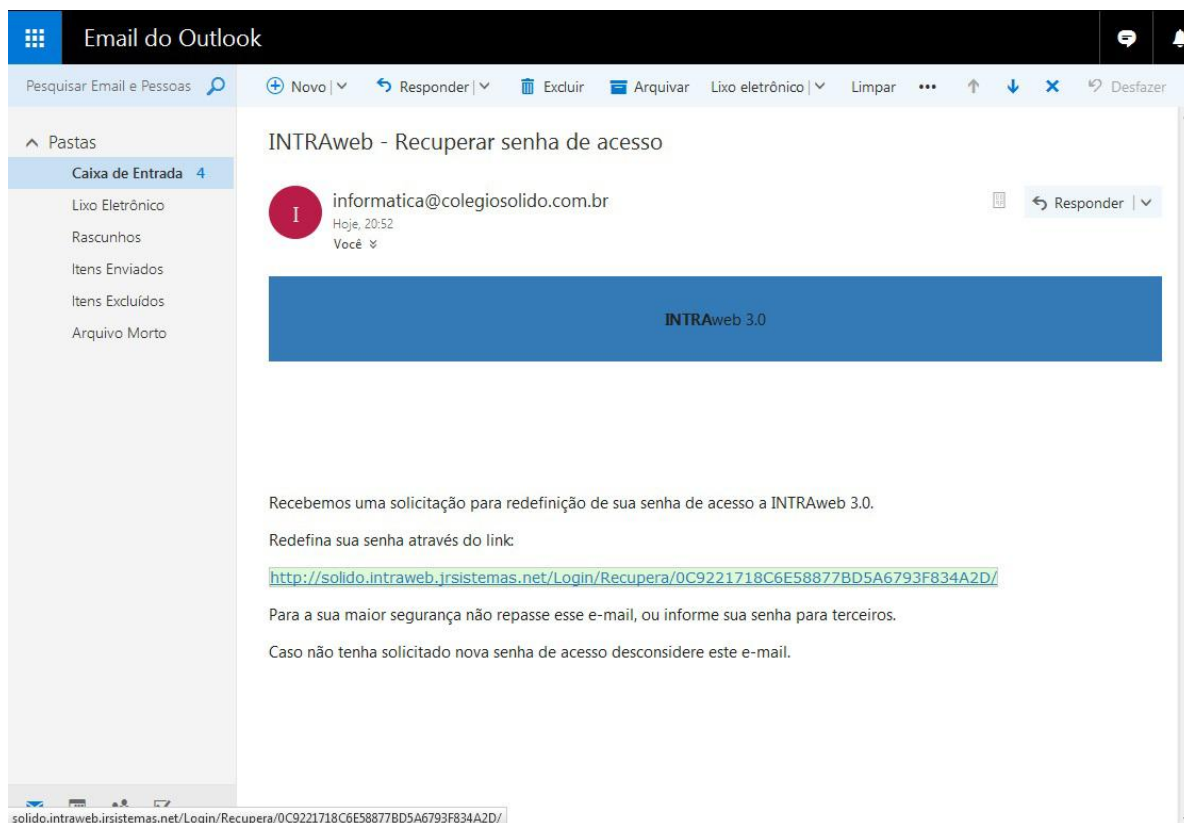 Email do Outlook
Pesquisar Email e Pessoas
Novo Responder Excluir Arquivar Lixo eletrônico Limpar ••• Desfazer
Pastas
Caixa de Entrada 4
Lixo Eletrônico
Rascunhos
Itens Enviados
Itens Excluídos
Arquivo Morto
INTRAweb - Recuperar senha de acesso
I
informatica@colegiosolido.com.br
Hoje, 20:52
Você
Responder
INTRAweb 3.0
Recebemos uma solicitação para redefinição de sua senha de acesso a INTRAweb 3.0.
Redefina sua senha através do link:
http://solido.intraweb.jrsistemas.net/Login/Recupera/0C9221718C6E58877BD5A6793F834A2D/
Para a sua maior segurança não repasse esse e-mail, ou informe sua senha para terceiros.
Caso não tenha solicitado nova senha de acesso desconsidere este e-mail.
solido.intraweb.jrsistemas.net/Login/Recupera/0C9221718C6E58877BD5A6793F834A2D/